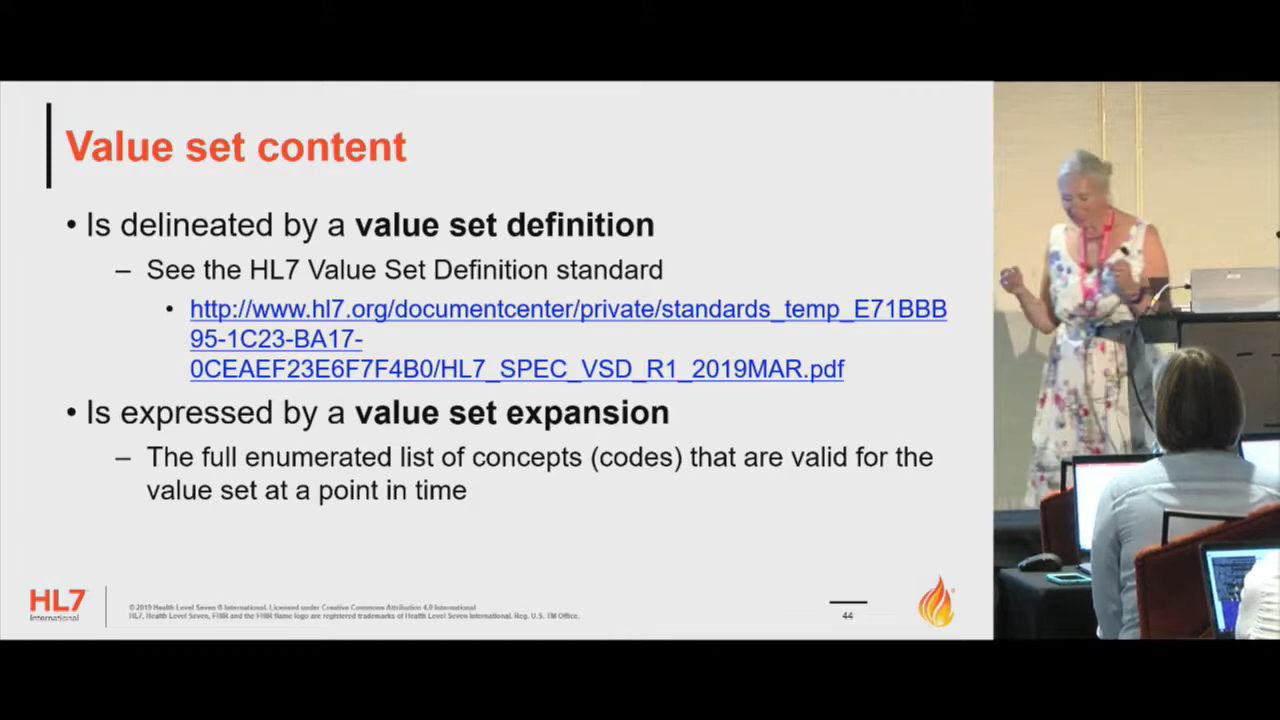 Value set content
• Is delineated by a value set definition
– See the HL7 Value Set Definition standard
• http://www.hl7.org/documentcenter/private/standards_temp_E71BBB
95-1C23-BA17-
0CEAEF23E6F7F4B0/HL7_SPEC_VSD_R1_2019MAR.pdf
• Is expressed by a value set expansion
– The full enumerated list of concepts (codes) that are valid for the
value set at a point in time
HL7
International
© 2019 Health Level Seven ® International. Licensed under Creative Commons Attribution 4.0 International
HL7, Health Level Seven, FHIR and the FHIR flame logo are registered trademarks of Health Level Seven International. Reg. U.S. TM Office.
44